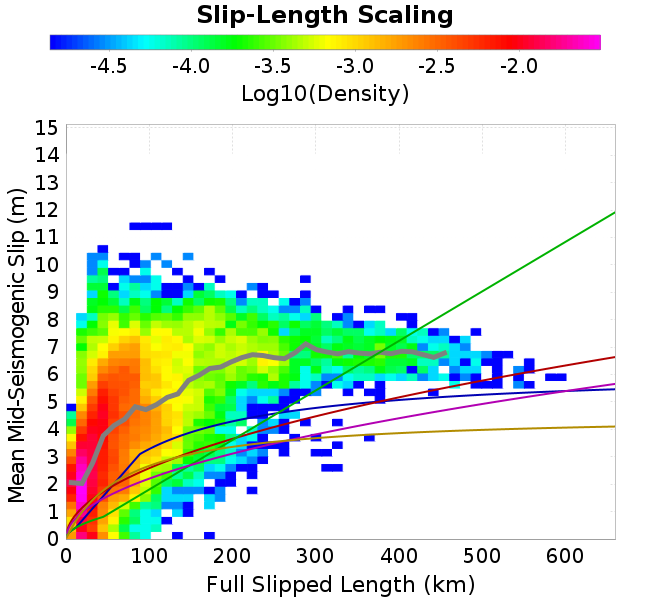 Slip-Length Scaling
-4.5 -4.0 -3.5 -3.0 -2.5 -2.0
Log10(Density)
15
14
13
12
11
10
9
8
7
6
5
4
3
2
1
0
Mean Mid-Seismogenic Slip (m)
0 100 200 300 400 500 600
Full Slipped Length (km)